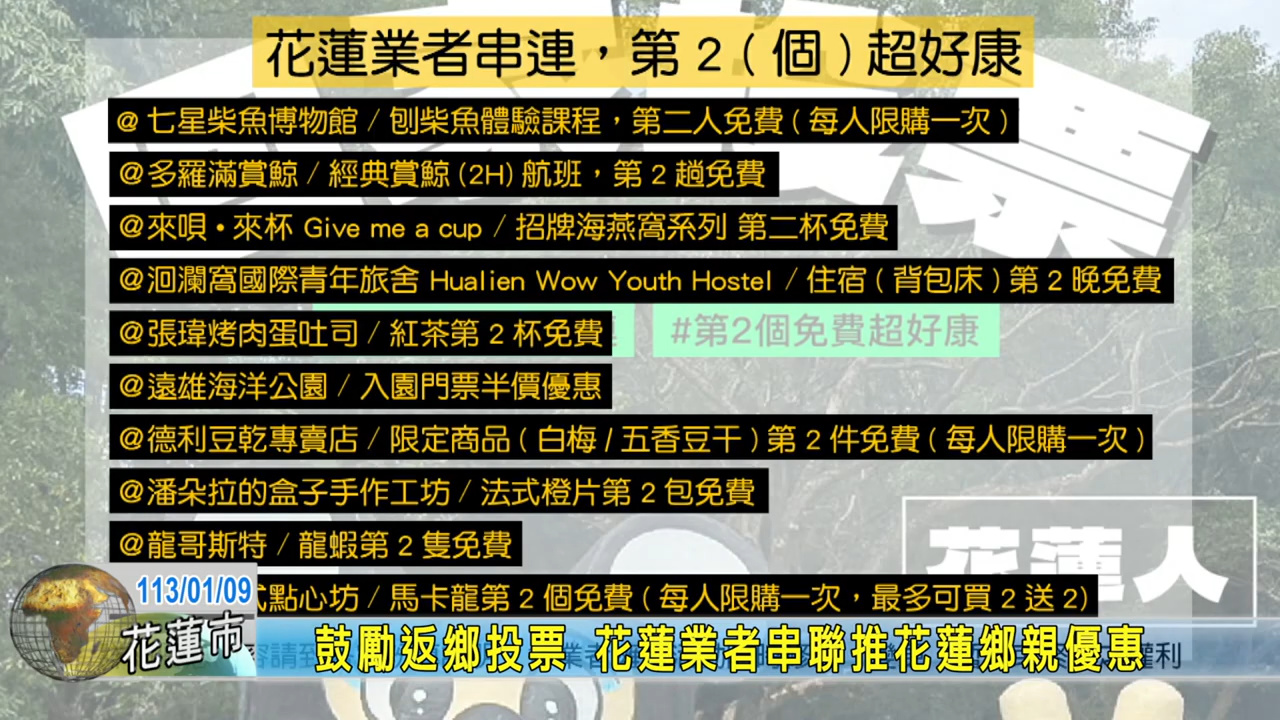 花蓮業者串連，第2(個)超好康
@七星柴魚博物館/刨柴魚體驗課程，第二人免費(每人限購一次)
@多羅滿賞鯨/經典賞鯨(2H)航班，第2趟免費
@來唄•來杯 Give me a cup/招牌海燕窩系列 第二杯免費
@洄瀾窩國際青年旅舍 Hualien Wow Youth Hostel/住宿(背包床)第2晚免費
@張瑋烤肉蛋吐司/紅茶第2杯免費
#第2個免費超好康
@遠雄海洋公園/入園門票半價優惠
@德利豆乾專賣店/限定商品(白梅/五香豆干)第2件免費(每人限購一次)
@潘朵拉的盒子手作工坊/法式橙片第2包免費
@龍哥斯特/龍蝦第2隻免費
花蓮人
式點心坊/馬卡龍第2個免費(每人限購一次，最多可買2送2)
113/01/09
花蓮市
鼓勵返鄉投票 花蓮業者串聯推花蓮鄉親優惠